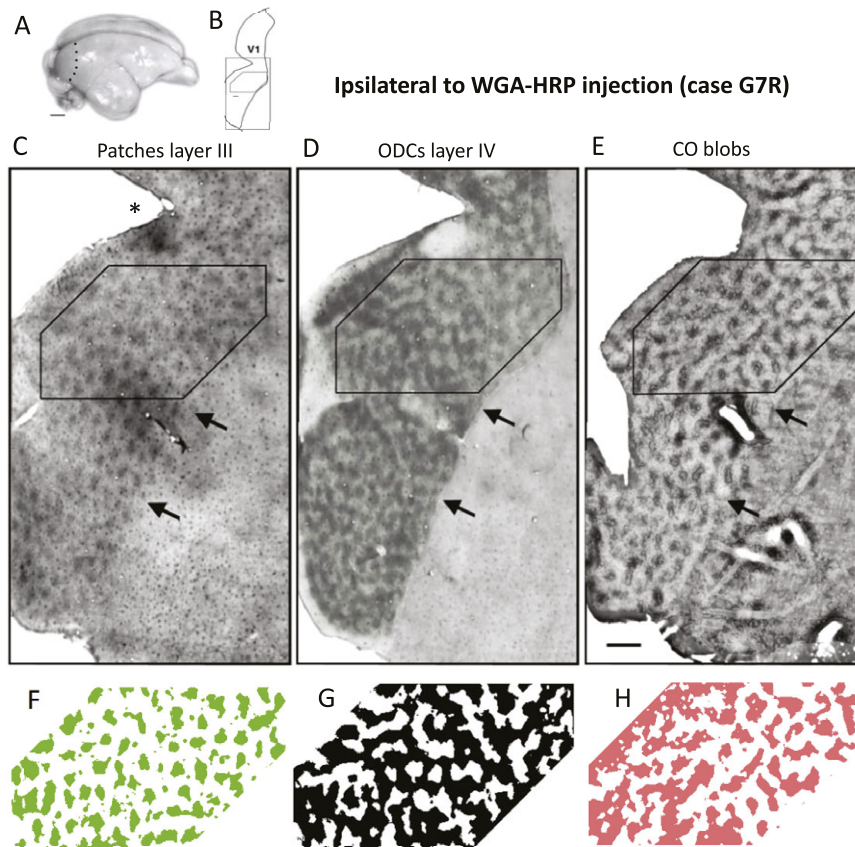 A
B
V1
Ipsilateral to WGA-HRP injection (case G7R)
C
Patches layer III
D
ODCs layer IV
E
CO blobs
*
F
G
H